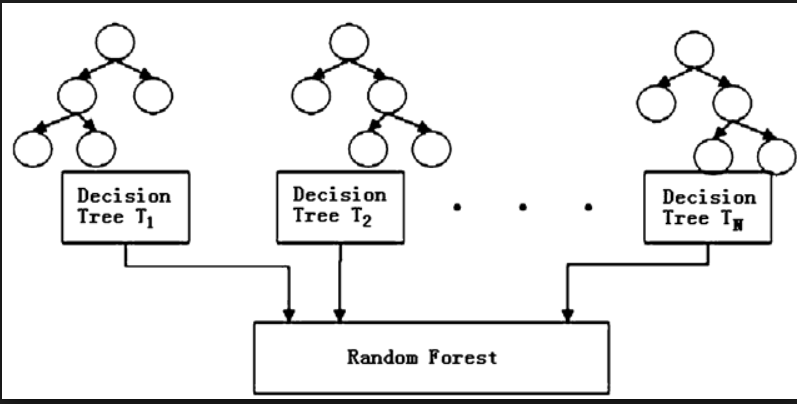 Decision
Tree T1
Decision
Tree T2
. . .
Decision
Tree TN
Random Forest